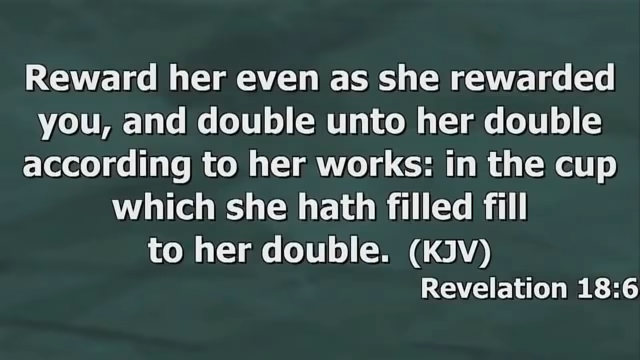 Reward her even as she rewarded
you, and double unto her double
according to her works: in the cup
which she hath filled fill
to her double. (KJV)
Revelation 18:6